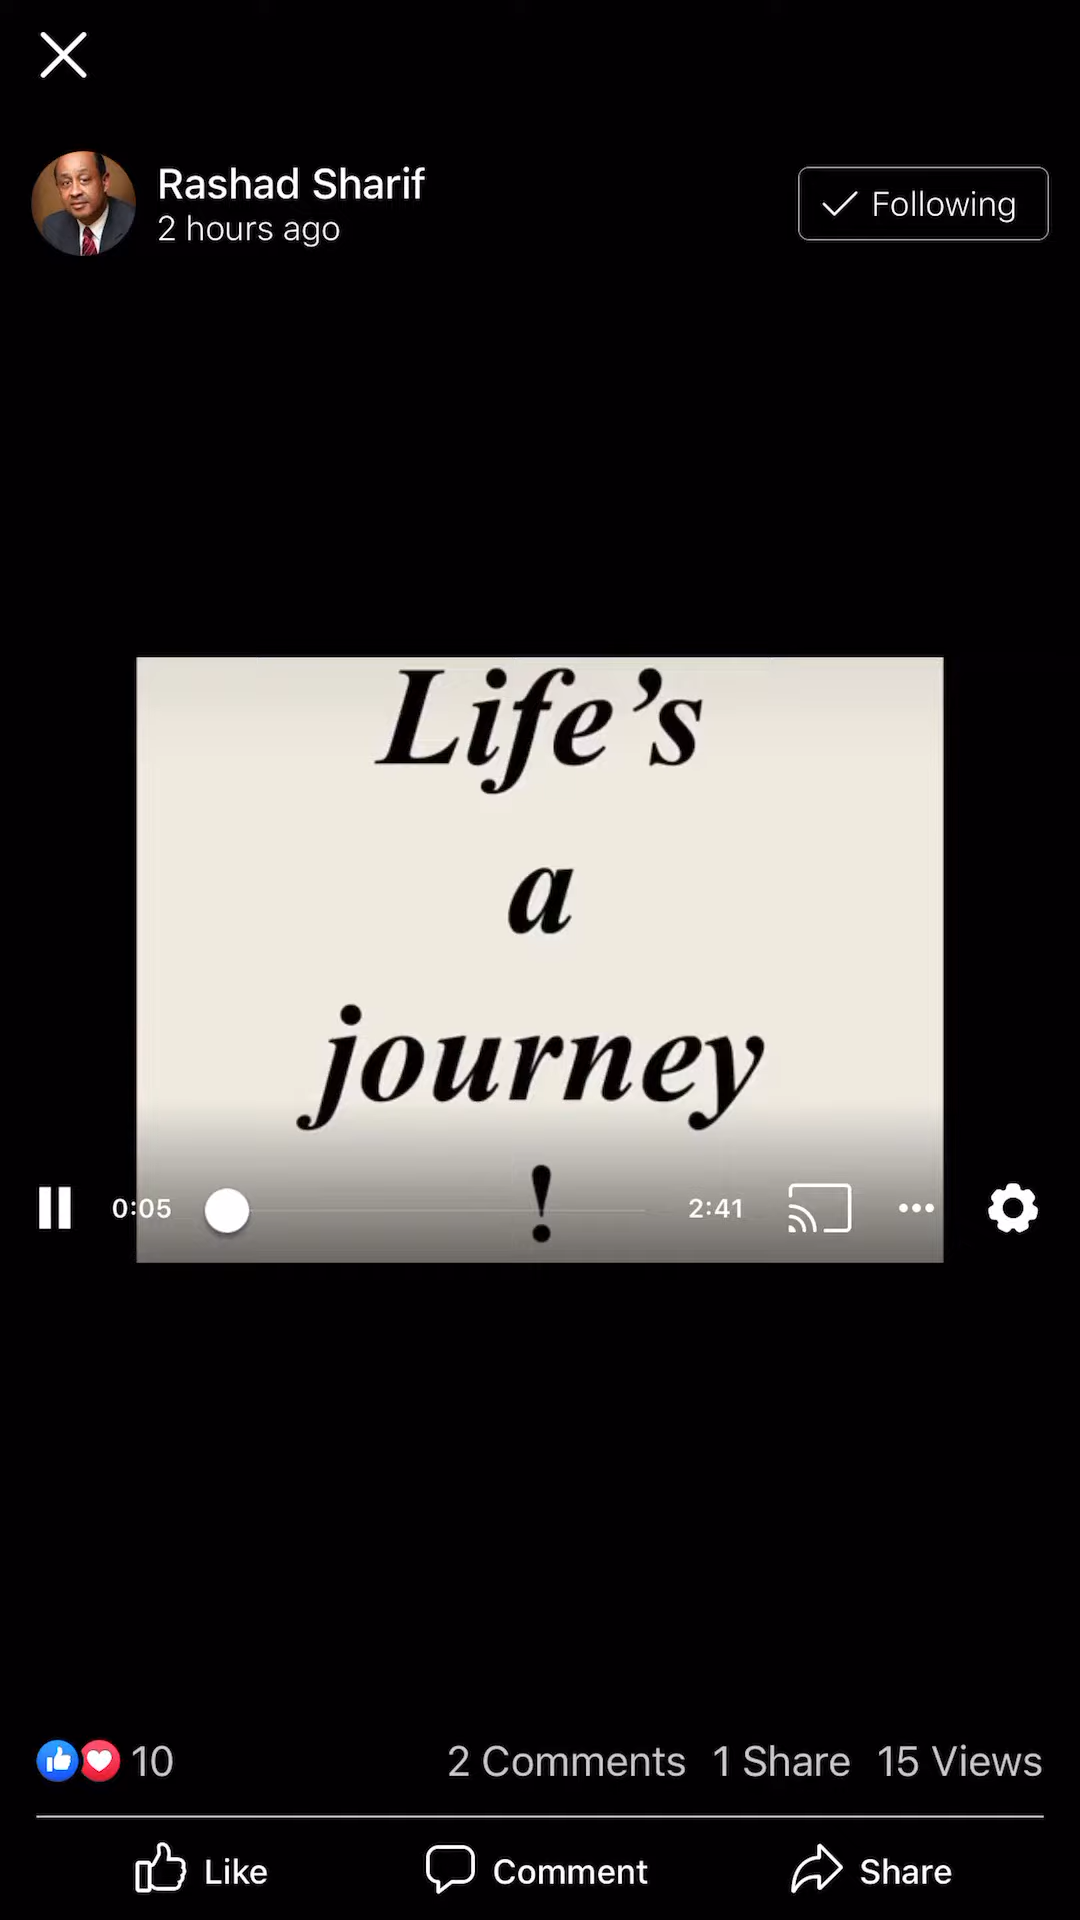 Rashad Sharif
2 hours ago
Following
Life’s
a
journey
!
0:05
2:41
10
2 Comments 1 Share 15 Views
Like Comment Share